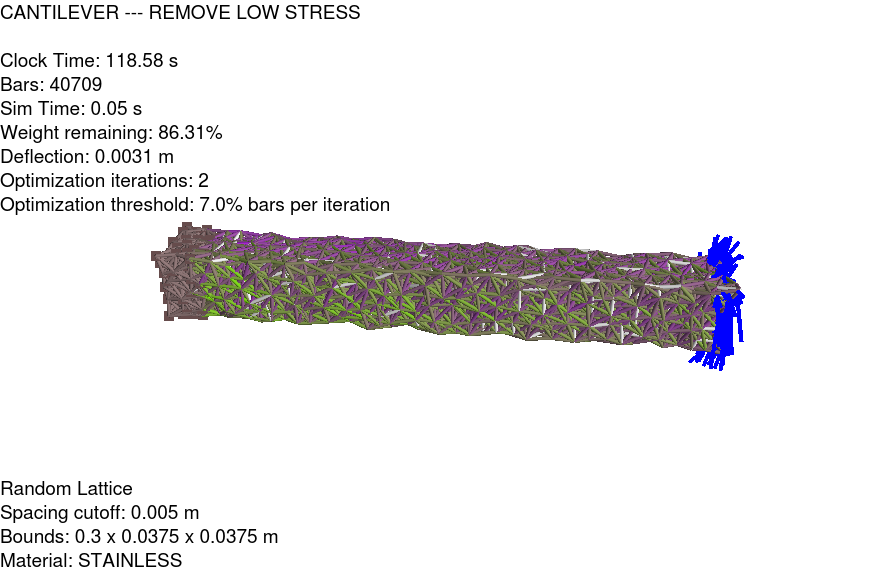 CANTILEVER --- REMOVE LOW STRESS
Clock Time: 118.58 s
Bars: 40709
Sim Time: 0.05 s
Weight remaining: 86.31%
Deflection: 0.0031 m
Optimization iterations: 2
Optimization threshold: 7.0% bars per iteration
Random Lattice
Spacing cutoff: 0.005 m
Bounds: 0.3 x 0.0375 x 0.0375 m
Material: STAINLESS